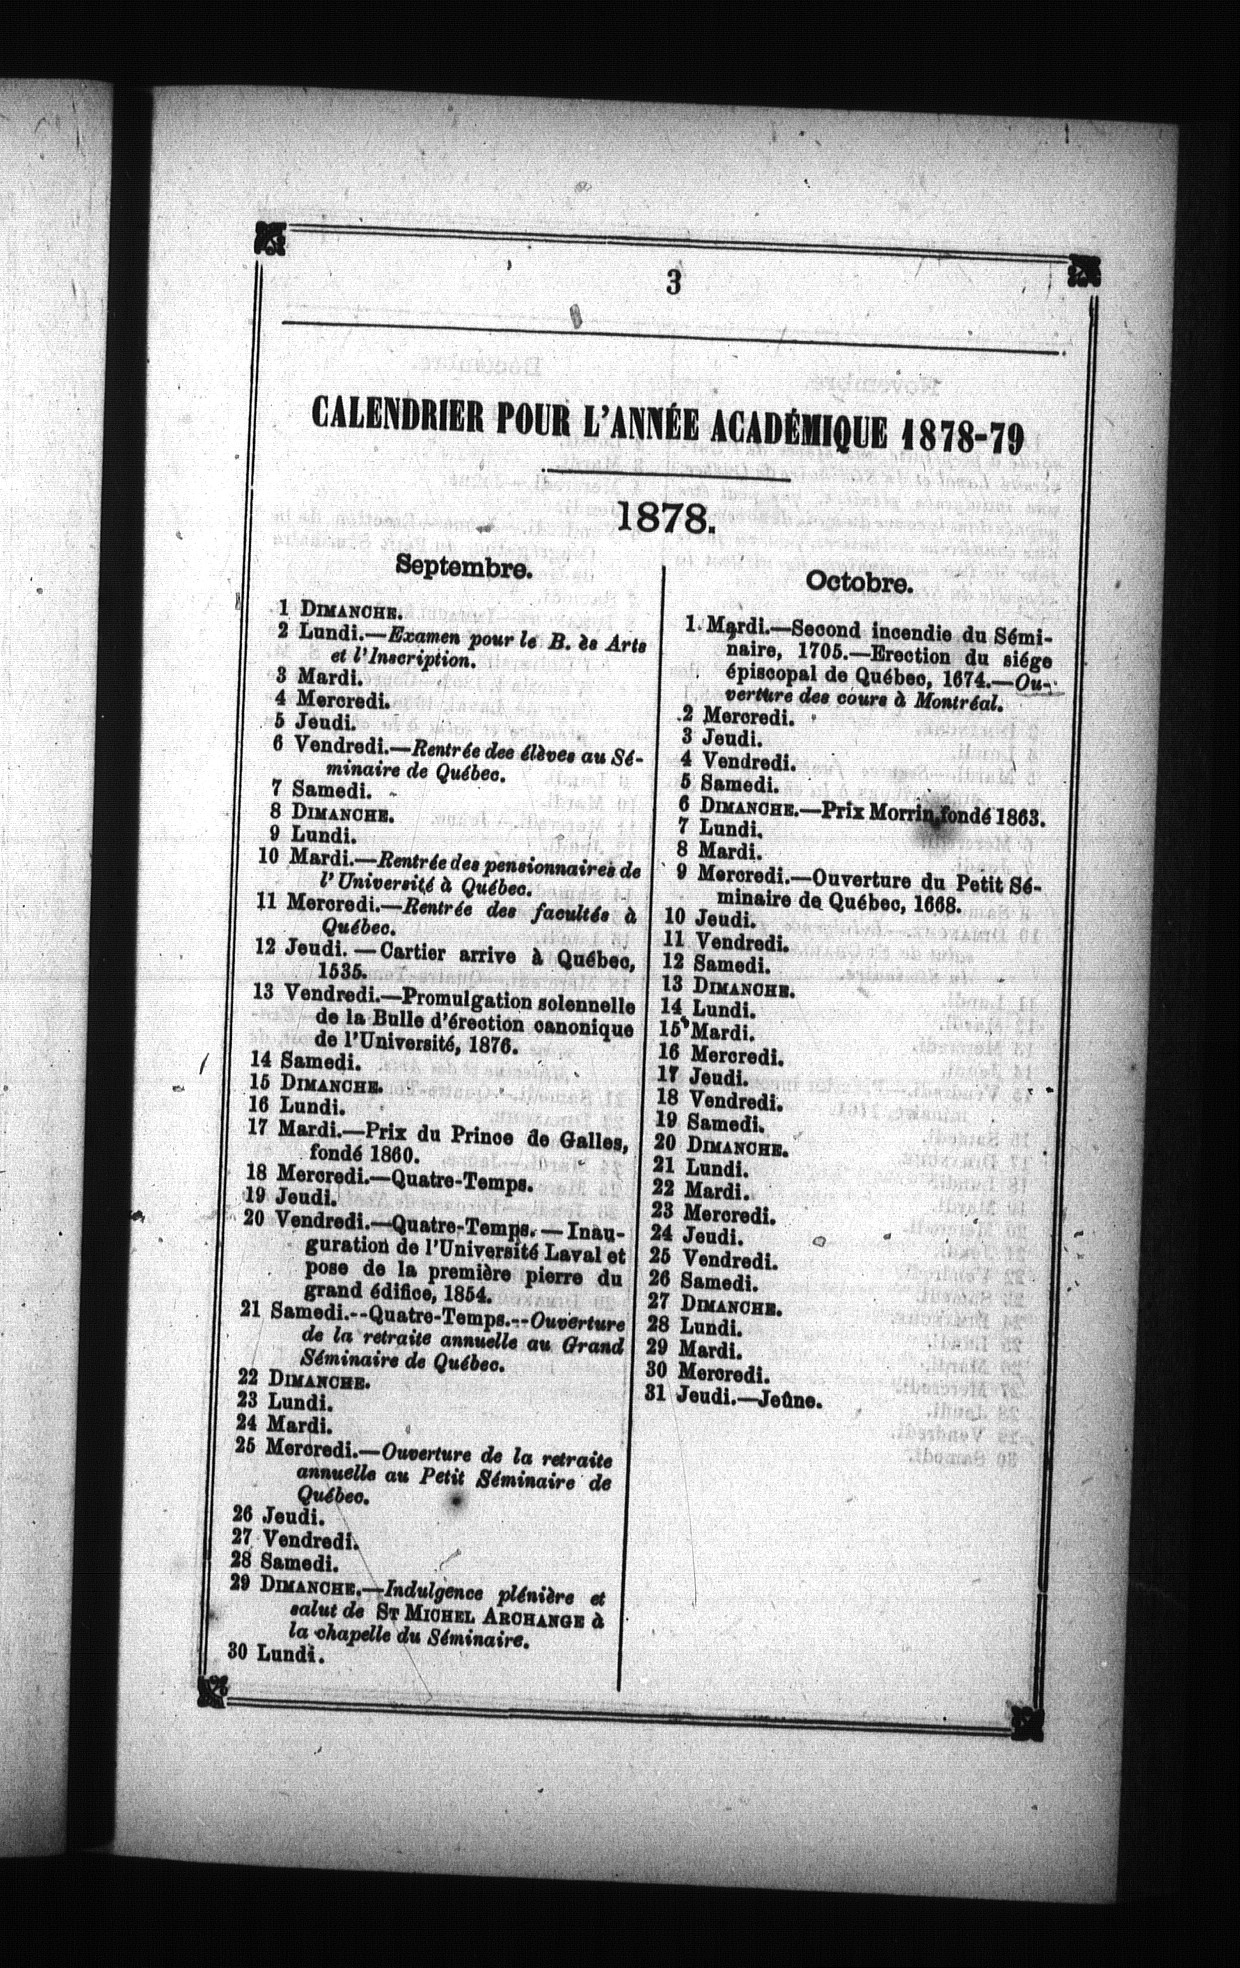 3
CALENDRIER POUR L'ANNÉE ACADÉMIQUE 1878-79
1878.
Septembre.
1 DIMANCHE.
2 Lundi.—Examen pour le B. ès Arts
et l'Inscription.
3 Mardi.
4 Mercredi.
5 Jeudi.
6 Vendredi.—Rentrée des élèves au Sé-
minaire de Québec.
7 Samedi.
8 DIMANCHE.
9 Lundi.
10 Mardi.—Rentrée des pensionnaires de
l'Université à Québec.
11 Mercredi.—Rentrée des facultés à
Québec.
12 Jeudi. — Cartier arrive à Québec,
1535.
13 Vendredi.—Promulgation solennelle
de la Bulle d'érection canonique
de l'Université, 1876.
14 Samedi.
15 DIMANCHE.
16 Lundi.
17 Mardi.—Prix du Prince de Galles,
fondé 1860.
18 Mercredi.—Quatre-Temps.
19 Jeudi.
20 Vendredi.—Quatre-Temps. — Inau-
guration de l'Université Laval et
pose de la première pierre du
grand édifice, 1854.
21 Samedi.--Quatre-Temps.--Ouverture
de la retraite annuelle au Grand
Séminaire de Québec.
22 DIMANCHE.
23 Lundi.
24 Mardi.
25 Mercredi.—Ouverture de la retraite
annuelle au Petit Séminaire de
Québec.
26 Jeudi.
27 Vendredi.
28 Samedi.
29 DIMANCHE.—Indulgence plénière et
salut de ST MICHEL ARCHANGE à
la chapelle du Séminaire.
30 Lundi.
Octobre.
1 Mardi.—Second incendie du Sémi-
naire, 1705.—Erection du siége
épiscopal de Québec, 1674.—Ou-
verture des cours à Montréal.
2 Mercredi.
3 Jeudi.
4 Vendredi.
5 Samedi.
6 DIMANCHE.—Prix Morrin fondé 1863.
7 Lundi.
8 Mardi.
9 Mercredi.—Ouverture du Petit Sé-
minaire de Québec, 1668.
10 Jeudi.
11 Vendredi.
12 Samedi.
13 DIMANCHE.
14 Lundi.
15 Mardi.
16 Mercredi.
17 Jeudi.
18 Vendredi.
19 Samedi.
20 DIMANCHE.
21 Lundi.
22 Mardi.
23 Mercredi.
24 Jeudi.
25 Vendredi.
26 Samedi.
27 DIMANCHE.
28 Lundi.
29 Mardi.
30 Mercredi.
31 Jeudi.—Jeûne.